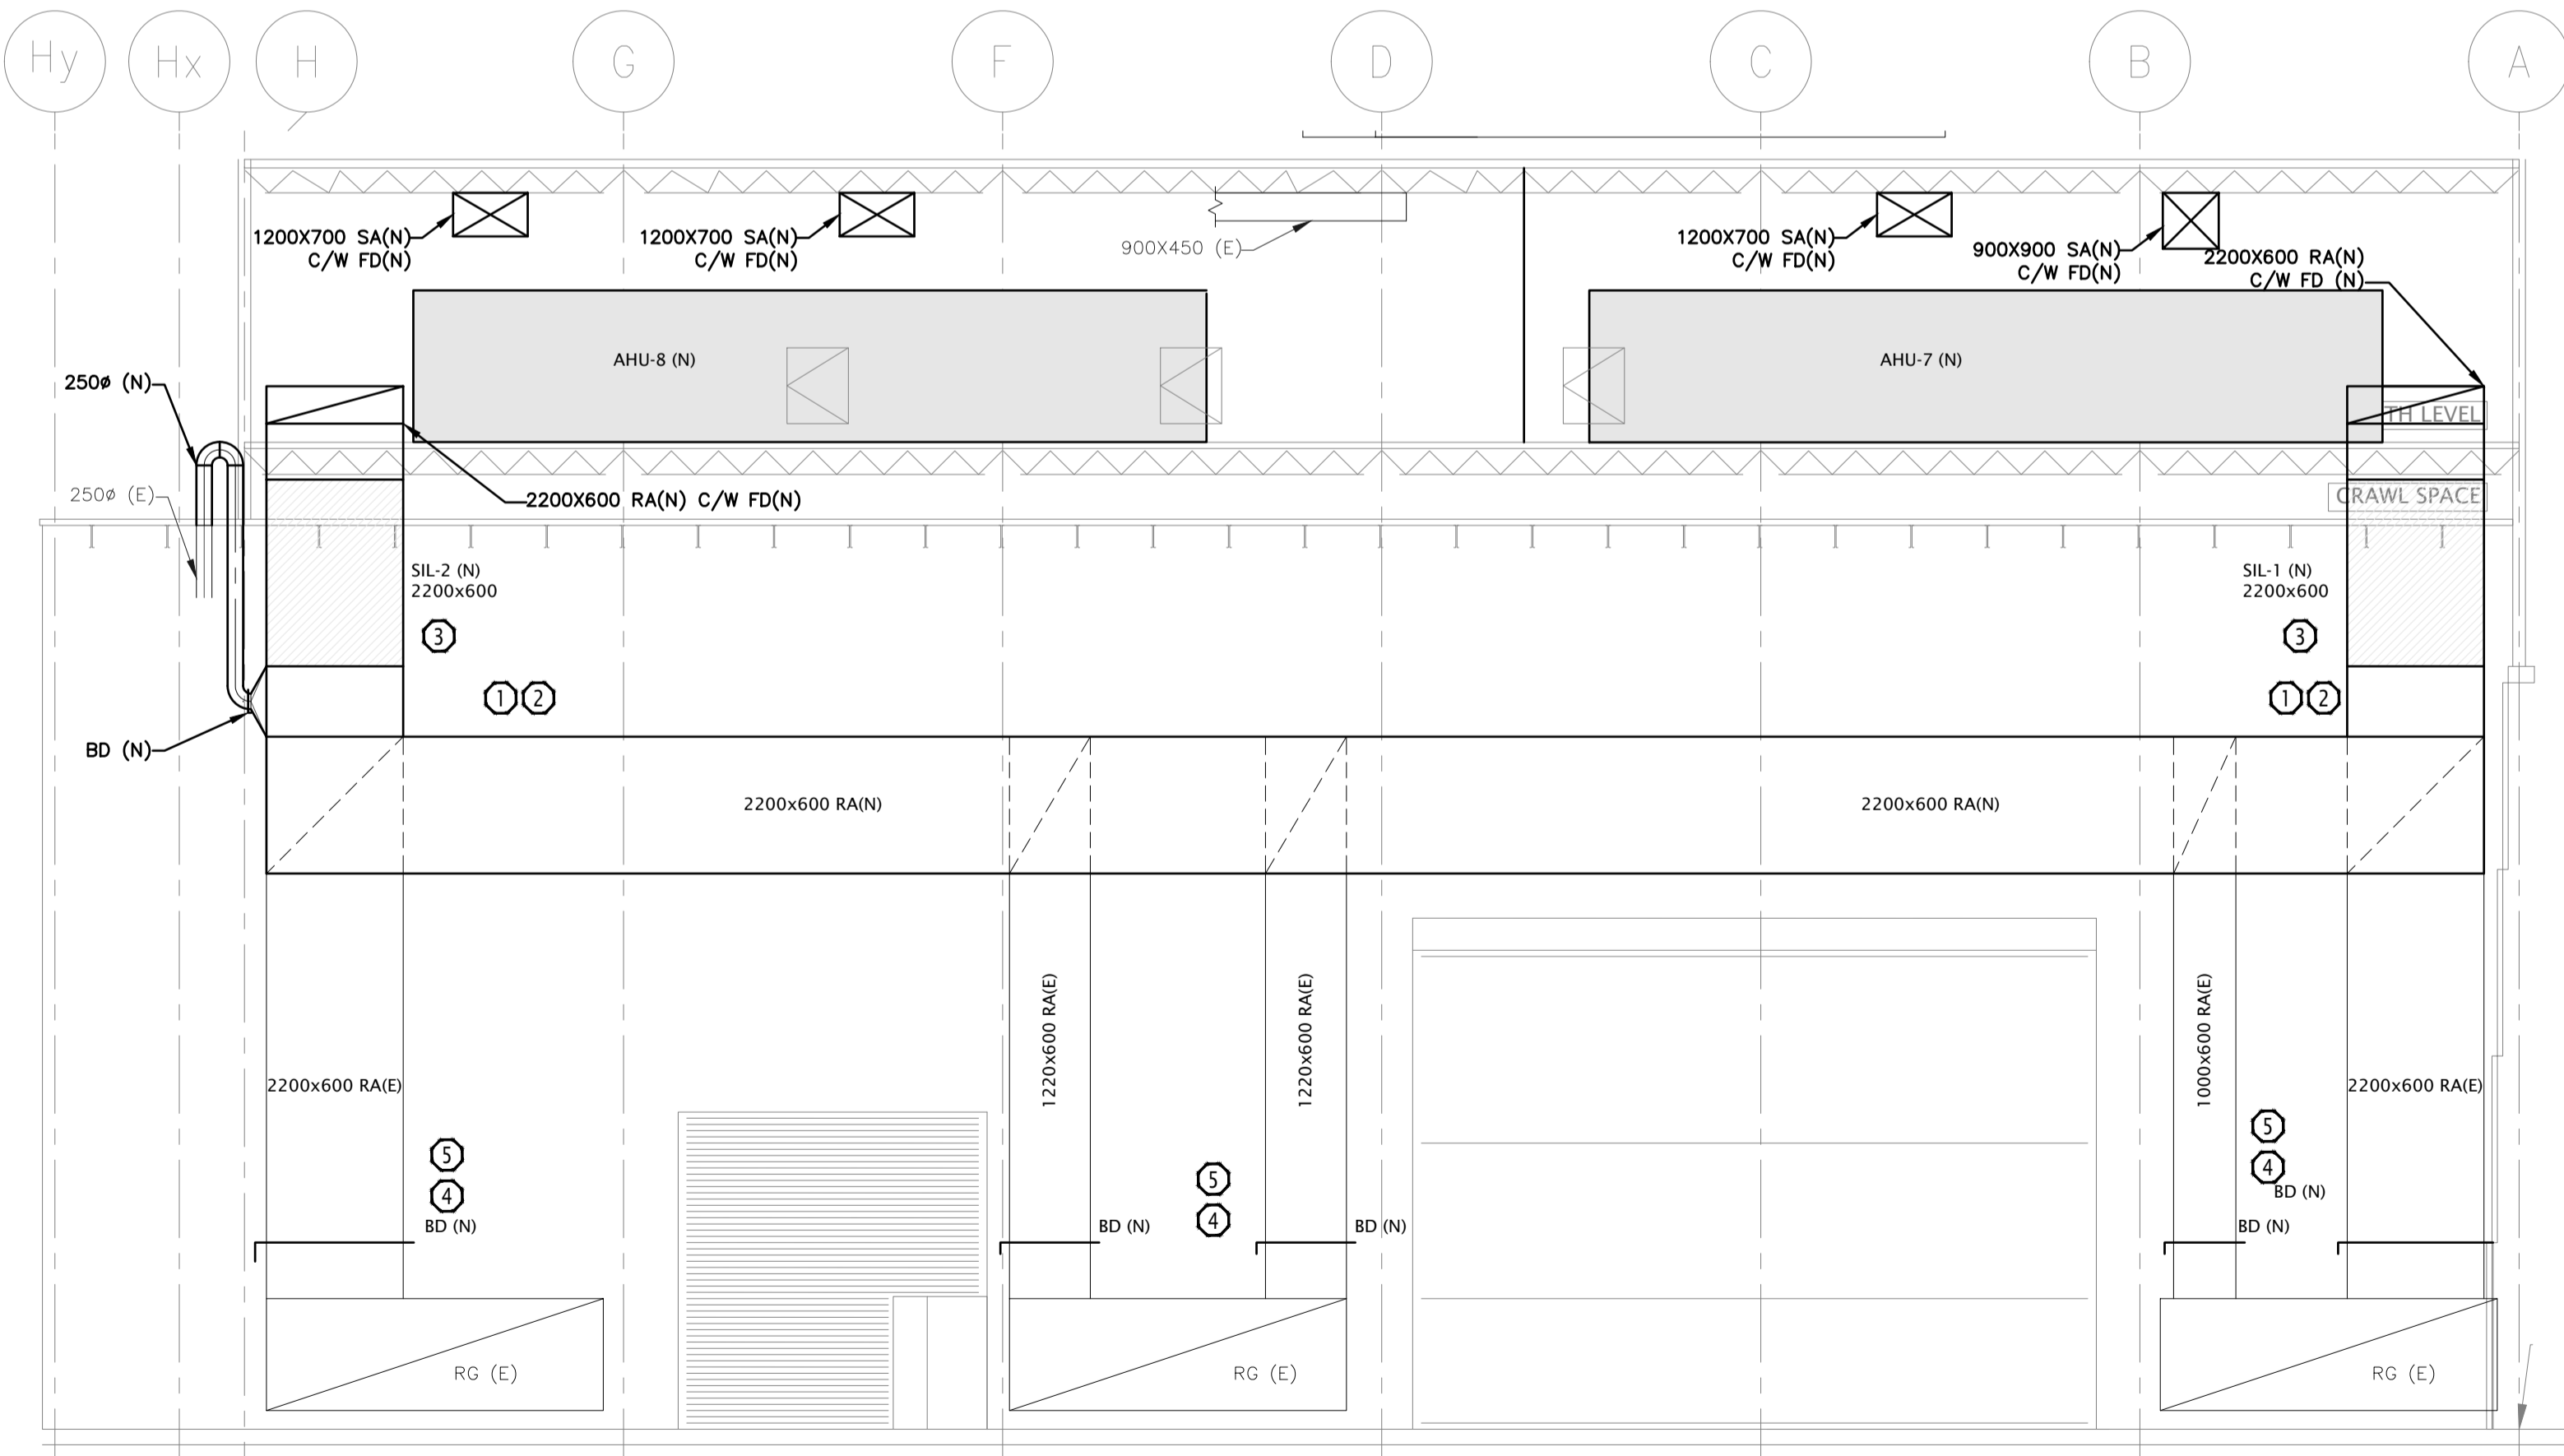 Hy
Hx
H
G
F
D
C
B
A
1200X700 SA(N)
C/W FD(N)
1200X700 SA(N)
C/W FD(N)
900X450 (E)
1200X700 SA(N)
C/W FD(N)
900X900 SA(N)
C/W FD(N)
2200X600 RA(N)
C/W FD (N)
AHU-8 (N)
AHU-7 (N)
250ø (N)
TH LEVEL
250ø (E)
2200X600 RA(N) C/W FD(N)
CRAWL SPACE
SIL-2 (N)
2200x600
3
1 2
SIL-1 (N)
2200x600
3
1 2
BD (N)
2200x600 RA(N)
2200x600 RA(N)
2200x600 RA(E)
1220x600 RA(E)
1220x600 RA(E)
1000x600 RA(E)
2200x600 RA(E)
5
4
BD (N)
BD (N)
5
4
BD (N)
5
4
BD (N)
BD (N)
RG (E)
RG (E)
RG (E)